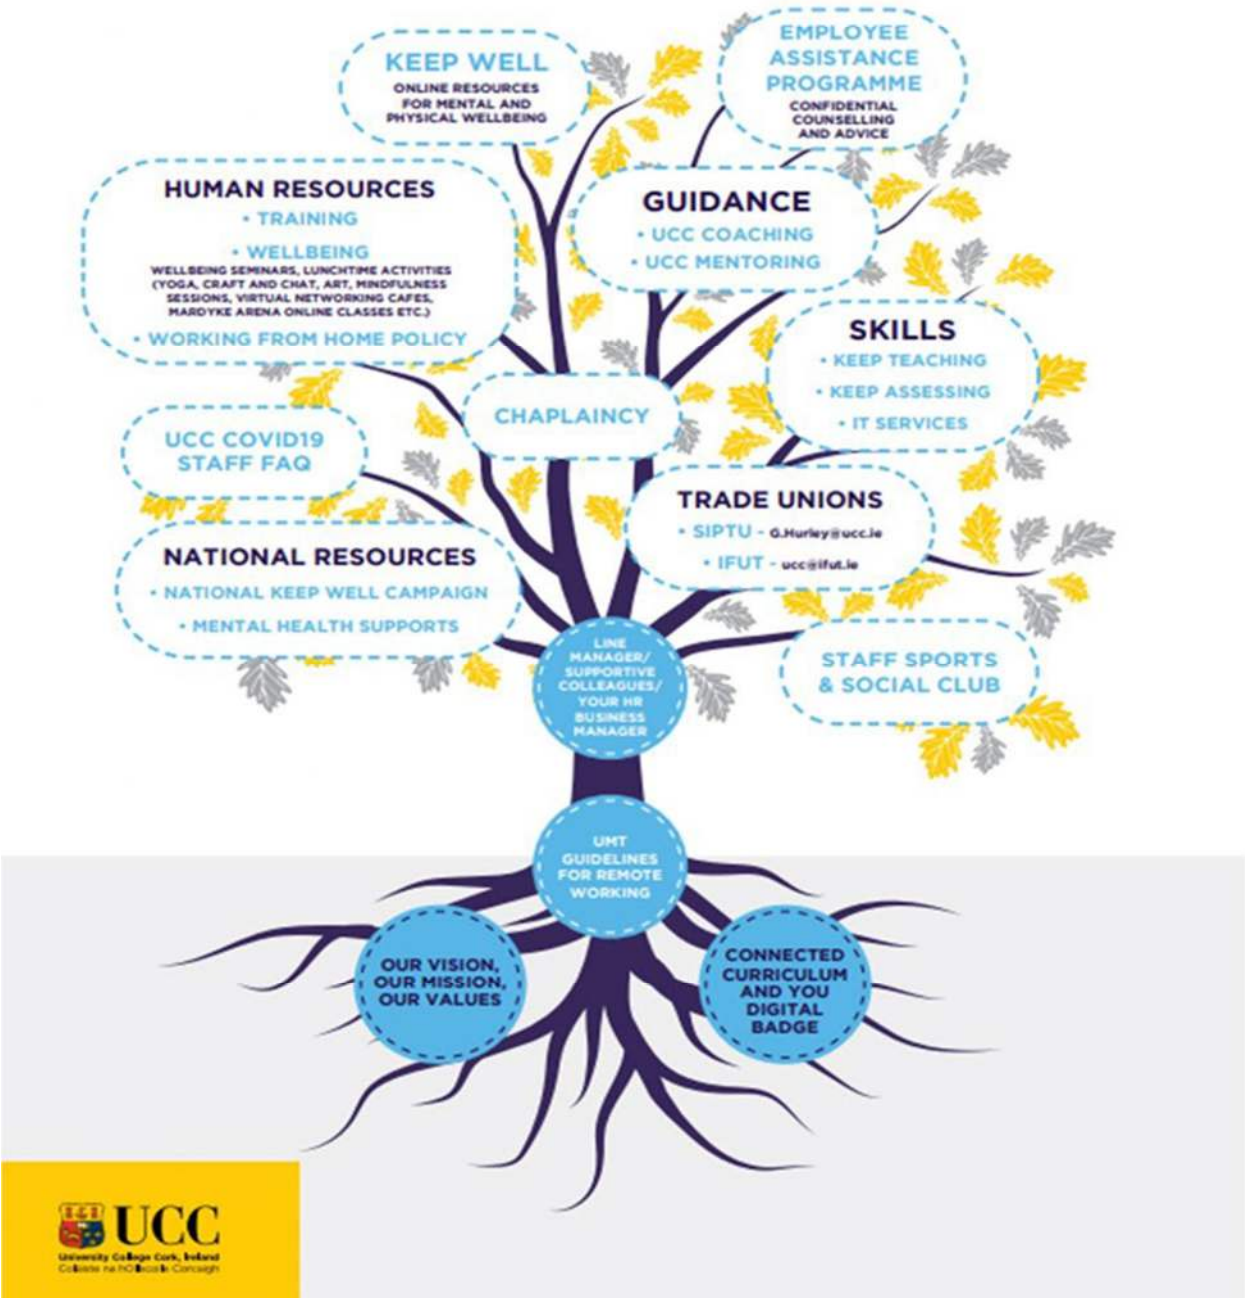 KEEP WELL
ONLINE RESOURCES
FOR MENTAL AND
PHYSICAL WELLBEING
EMPLOYEE
ASSISTANCE
PROGRAMME
CONFIDENTIAL
COUNSELLING
AND ADVICE
HUMAN RESOURCES
• TRAINING
• WELLBEING
WELLBEING SEMINARS, LUNCHTIME ACTIVITIES
(YOGA, CRAFT AND CHAT, ART, MINDFULNESS
SESSIONS, VIRTUAL NETWORKING CAFES,
MARDYKE ARENA ONLINE CLASSES ETC.)
• WORKING FROM HOME POLICY
GUIDANCE
• UCC COACHING
• UCC MENTORING
SKILLS
• KEEP TEACHING
• KEEP ASSESSING
• IT SERVICES
CHAPLAINCY
UCC COVID19
STAFF FAQ
TRADE UNIONS
• SIPTU - G.Hurley@ucc.ie
• IFUT - ucc@ifut.ie
NATIONAL RESOURCES
• NATIONAL KEEP WELL CAMPAIGN
• MENTAL HEALTH SUPPORTS
STAFF SPORTS
& SOCIAL CLUB
LINE
MANAGER/
SUPPORTIVE
COLLEAGUES/
YOUR HR
BUSINESS
MANAGER
UMT
GUIDELINES
FOR REMOTE
WORKING
OUR VISION,
OUR MISSION,
OUR VALUES
CONNECTED
CURRICULUM
AND YOU
DIGITAL
BADGE
UCC
University College Cork, Ireland
Coláiste na hOllscoile Corcaigh